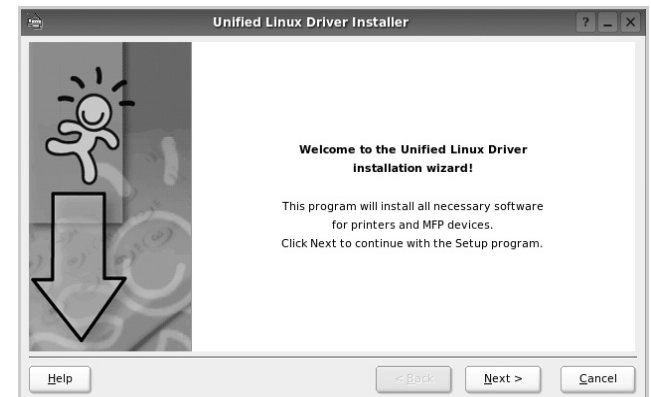 Unified Linux Driver Installer
Welcome to the Unified Linux Driver
installation wizard!
This program will install all necessary software
for printers and MFP devices.
Click Next to continue with the Setup program.
Help
< Back
Next >
Cancel